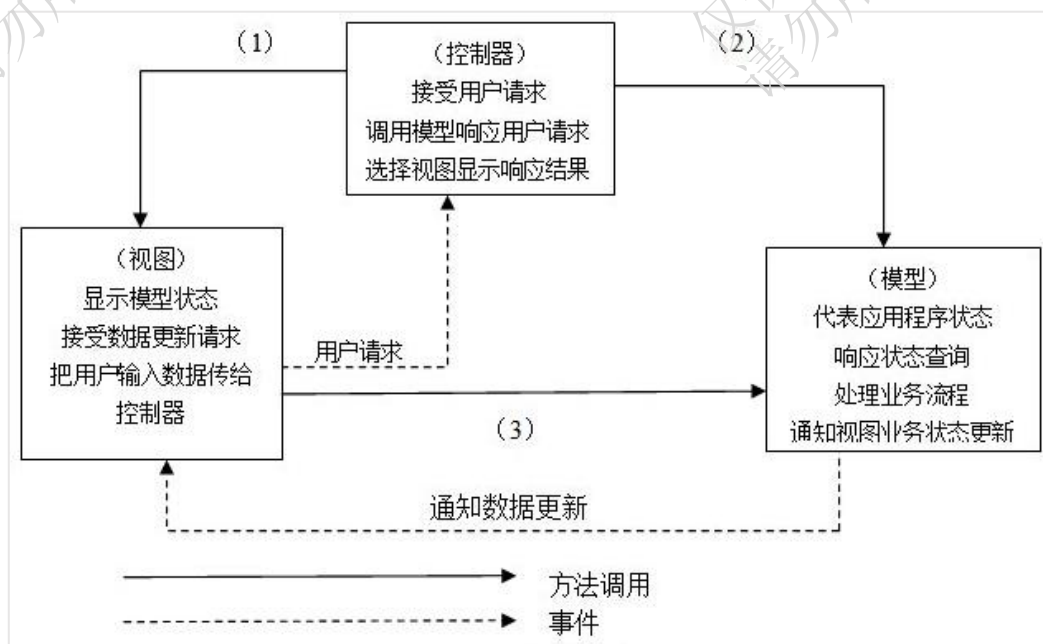 （1）
（2）
（控制器）
接受用户请求
调用模型响应用户请求
选择视图显示响应结果
（视图）
显示模型状态
接受数据更新请求
把用户输入数据传给
控制器
用户请求
（3）
（模型）
代表应用程序状态
响应状态查询
处理业务流程
通知视图业务状态更新
通知数据更新
方法调用
事件